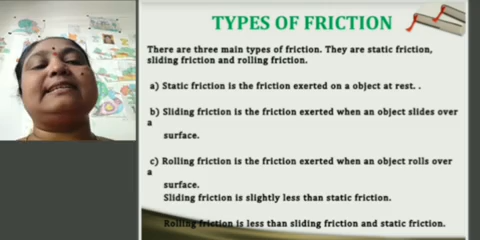 TYPES OF FRICTION
There are three main types of friction. They are static friction,
sliding friction and rolling friction.
a) Static friction is the friction exerted on a object at rest. .
b) Sliding friction is the friction exerted when an object slides over
a
surface.
c) Rolling friction is the friction exerted when an object rolls over
a
surface.
Sliding friction is slightly less than static friction.
Rolling friction is less than sliding friction and static friction.